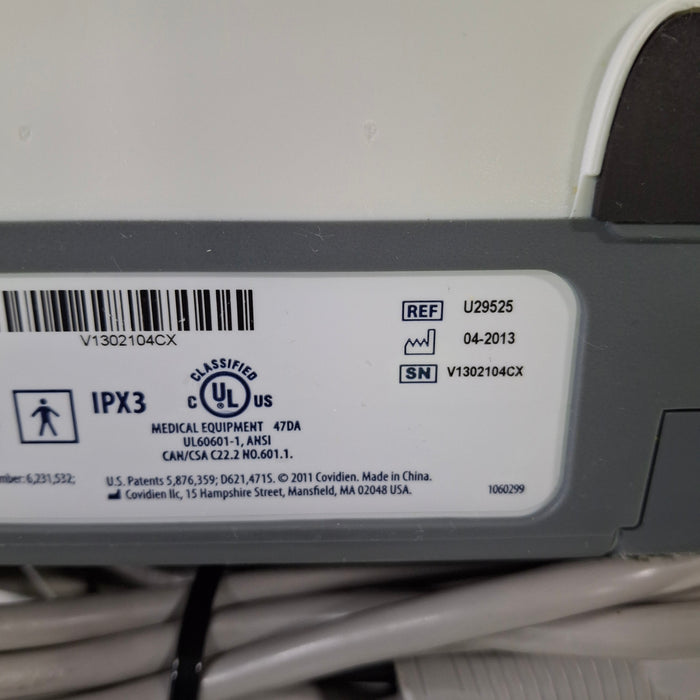 V1302104CX
REF U29525
04-2013
SN V1302104CX
IPX3
CLASSIFIED
C UL US
MEDICAL EQUIPMENT 47DA
UL60601-1, ANSI
CAN/CSA C22.2 NO.601.1.
6,231,532;
U.S. Patents 5,876,359; D621,471S. © 2011 Covidien. Made in China.
Covidien llc, 15 Hampshire Street, Mansfield, MA 02048 USA.
1060299